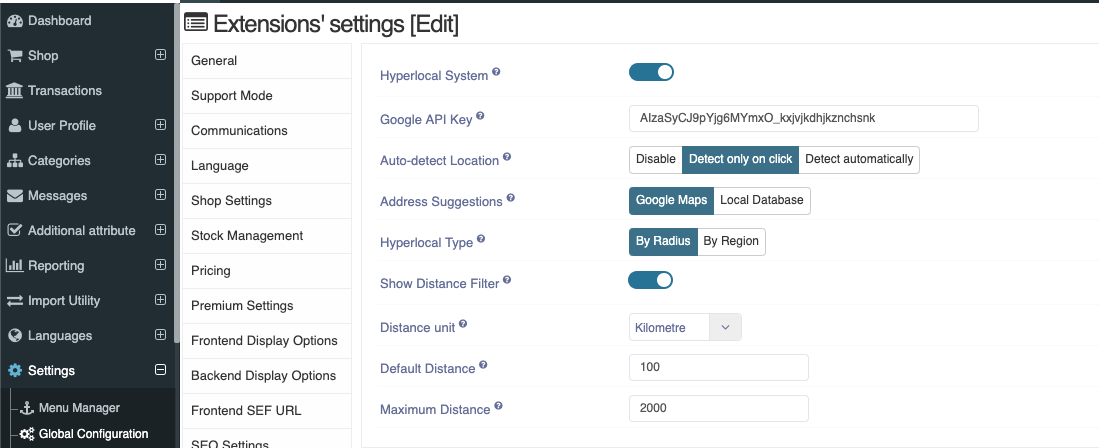 Dashboard
Shop
Transactions
User Profile
Categories
Messages
Additional attribute
Reporting
Import Utility
Languages
Settings
Menu Manager
Global Configuration
Extensions' settings [Edit]
General
Support Mode
Communications
Language
Shop Settings
Stock Management
Pricing
Premium Settings
Frontend Display Options
Backend Display Options
Frontend SEF URL
SEO Settings
Hyperlocal System ?
Google API Key ? AIzaSyCJ9pYjg6MYmxO_kxjvjkdhjkznchsnk
Auto-detect Location ? Disable Detect only on click Detect automatically
Address Suggestions ? Google Maps Local Database
Hyperlocal Type ? By Radius By Region
Show Distance Filter ?
Distance unit ? Kilometre
Default Distance ? 100
Maximum Distance ? 2000